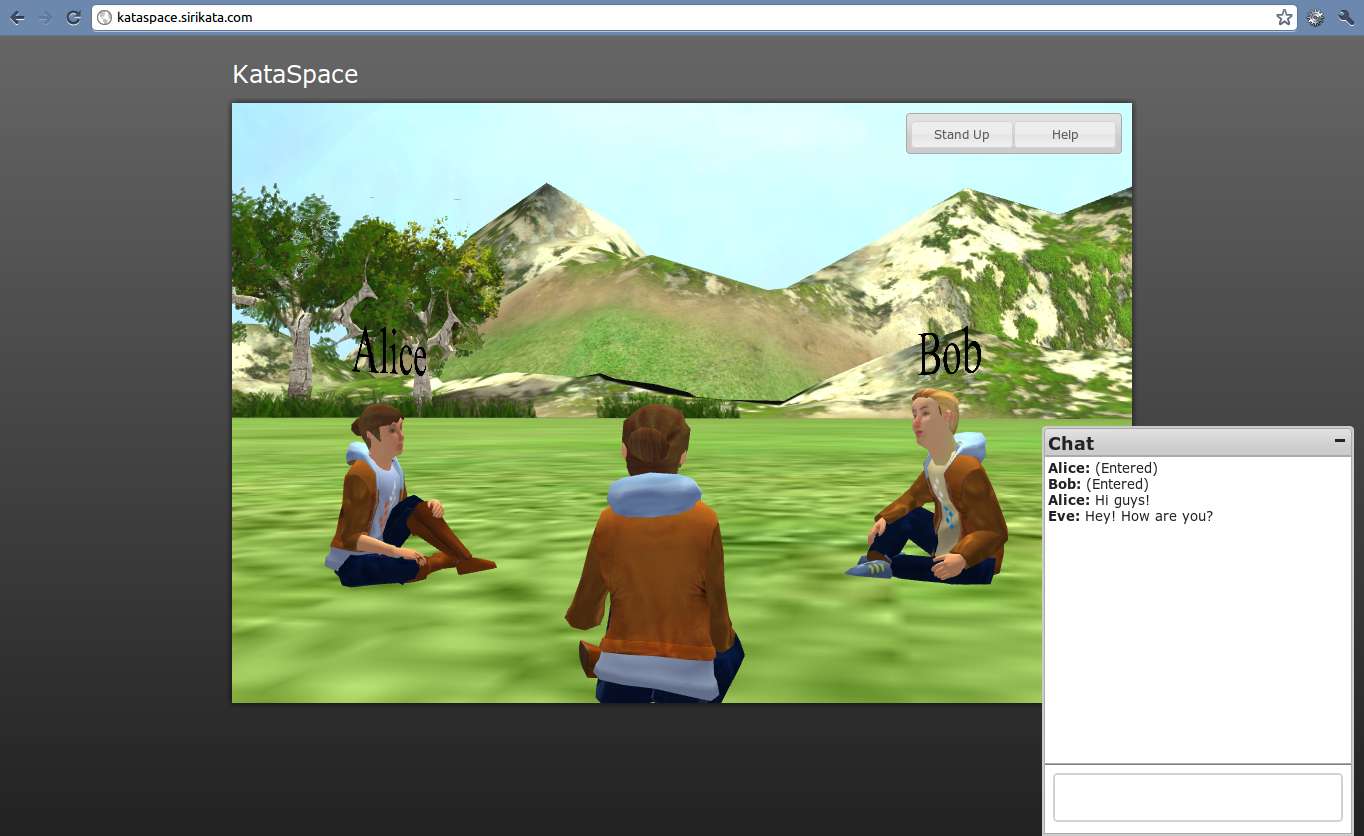 kataspace.sirikata.com
KataSpace
Stand Up Help
Alice
Bob
Chat
Alice: (Entered)
Bob: (Entered)
Alice: Hi guys!
Eve: Hey! How are you?